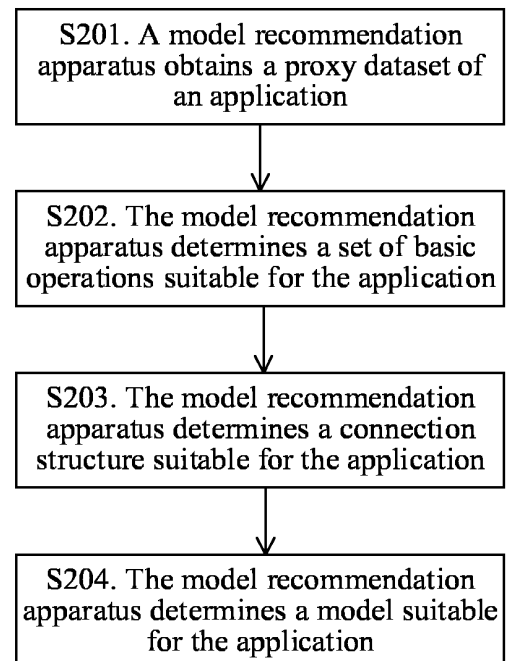 S201. A model recommendation
apparatus obtains a proxy dataset of
an application
S202. The model recommendation
apparatus determines a set of basic
operations suitable for the application
S203. The model recommendation
apparatus determines a connection
structure suitable for the application
S204. The model recommendation
apparatus determines a model suitable
for the application